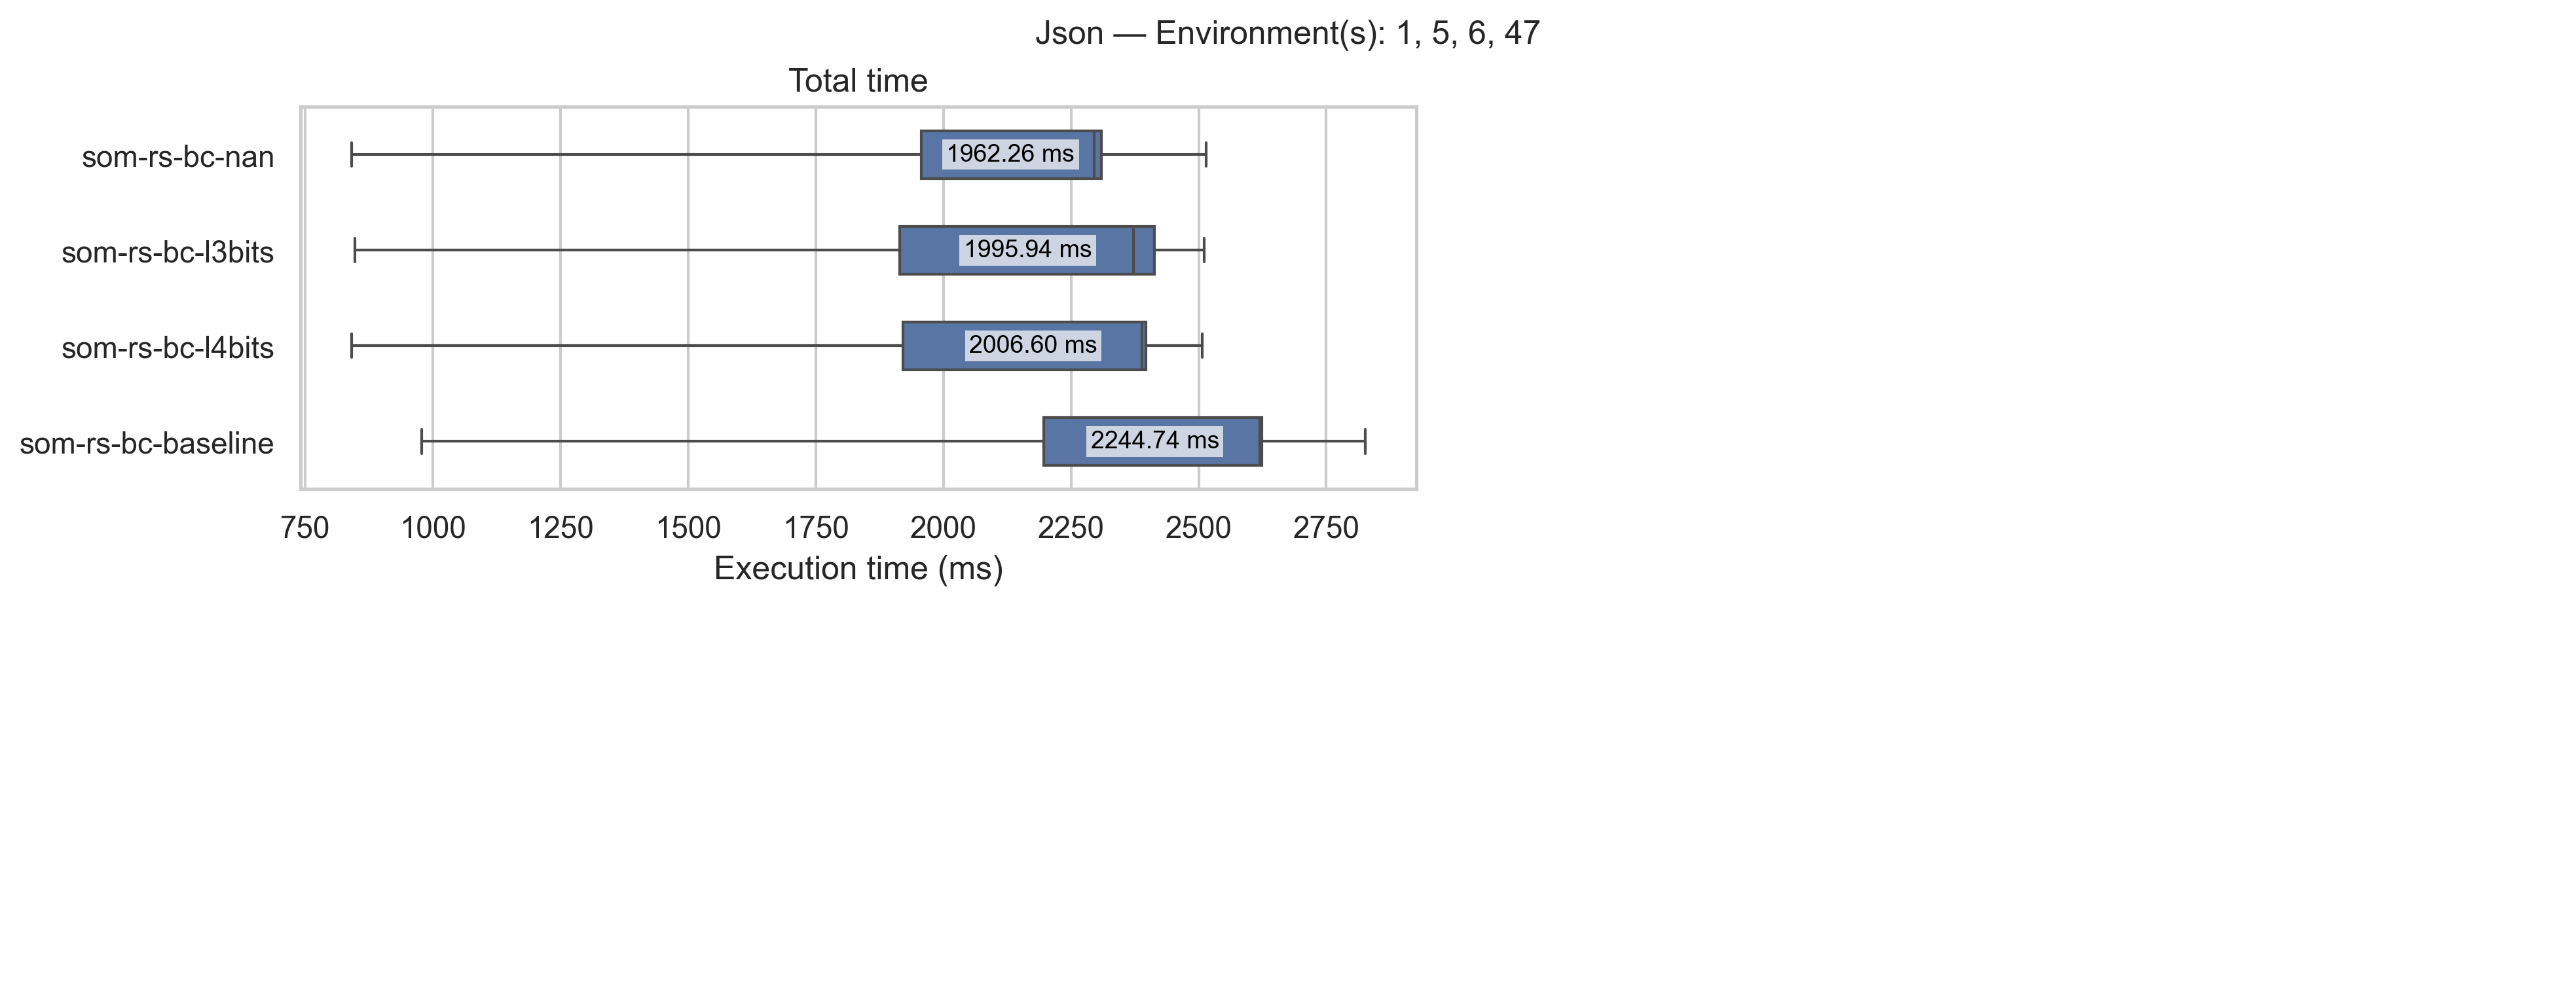 Json — Environment(s): 1, 5, 6, 47
Total time
som-rs-bc-nan
1962.26 ms
som-rs-bc-l3bits
1995.94 ms
som-rs-bc-l4bits
2006.60 ms
som-rs-bc-baseline
2244.74 ms
750 1000 1250 1500 1750 2000 2250 2500 2750
Execution time (ms)